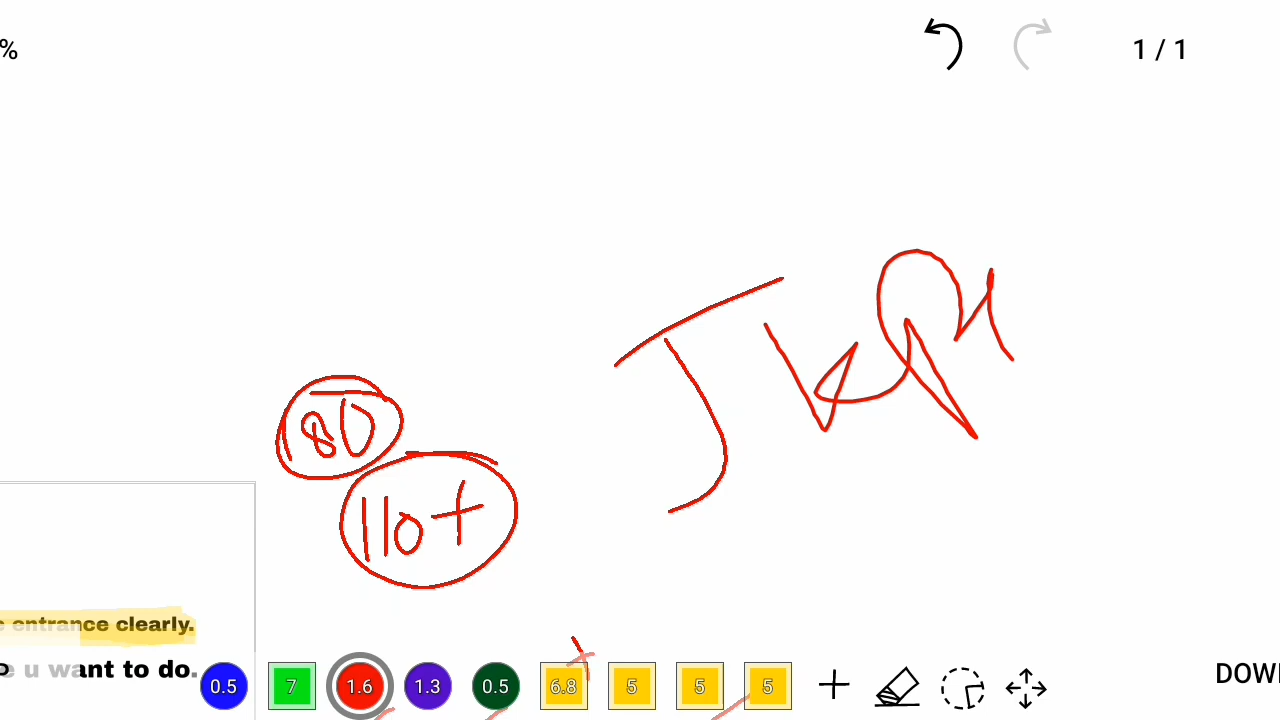 %
1 / 1
80
110+
entrance clearly.
e u want to do.
0.5 7 1.6 1.3 0.5 6.8 5 5 5
DOW